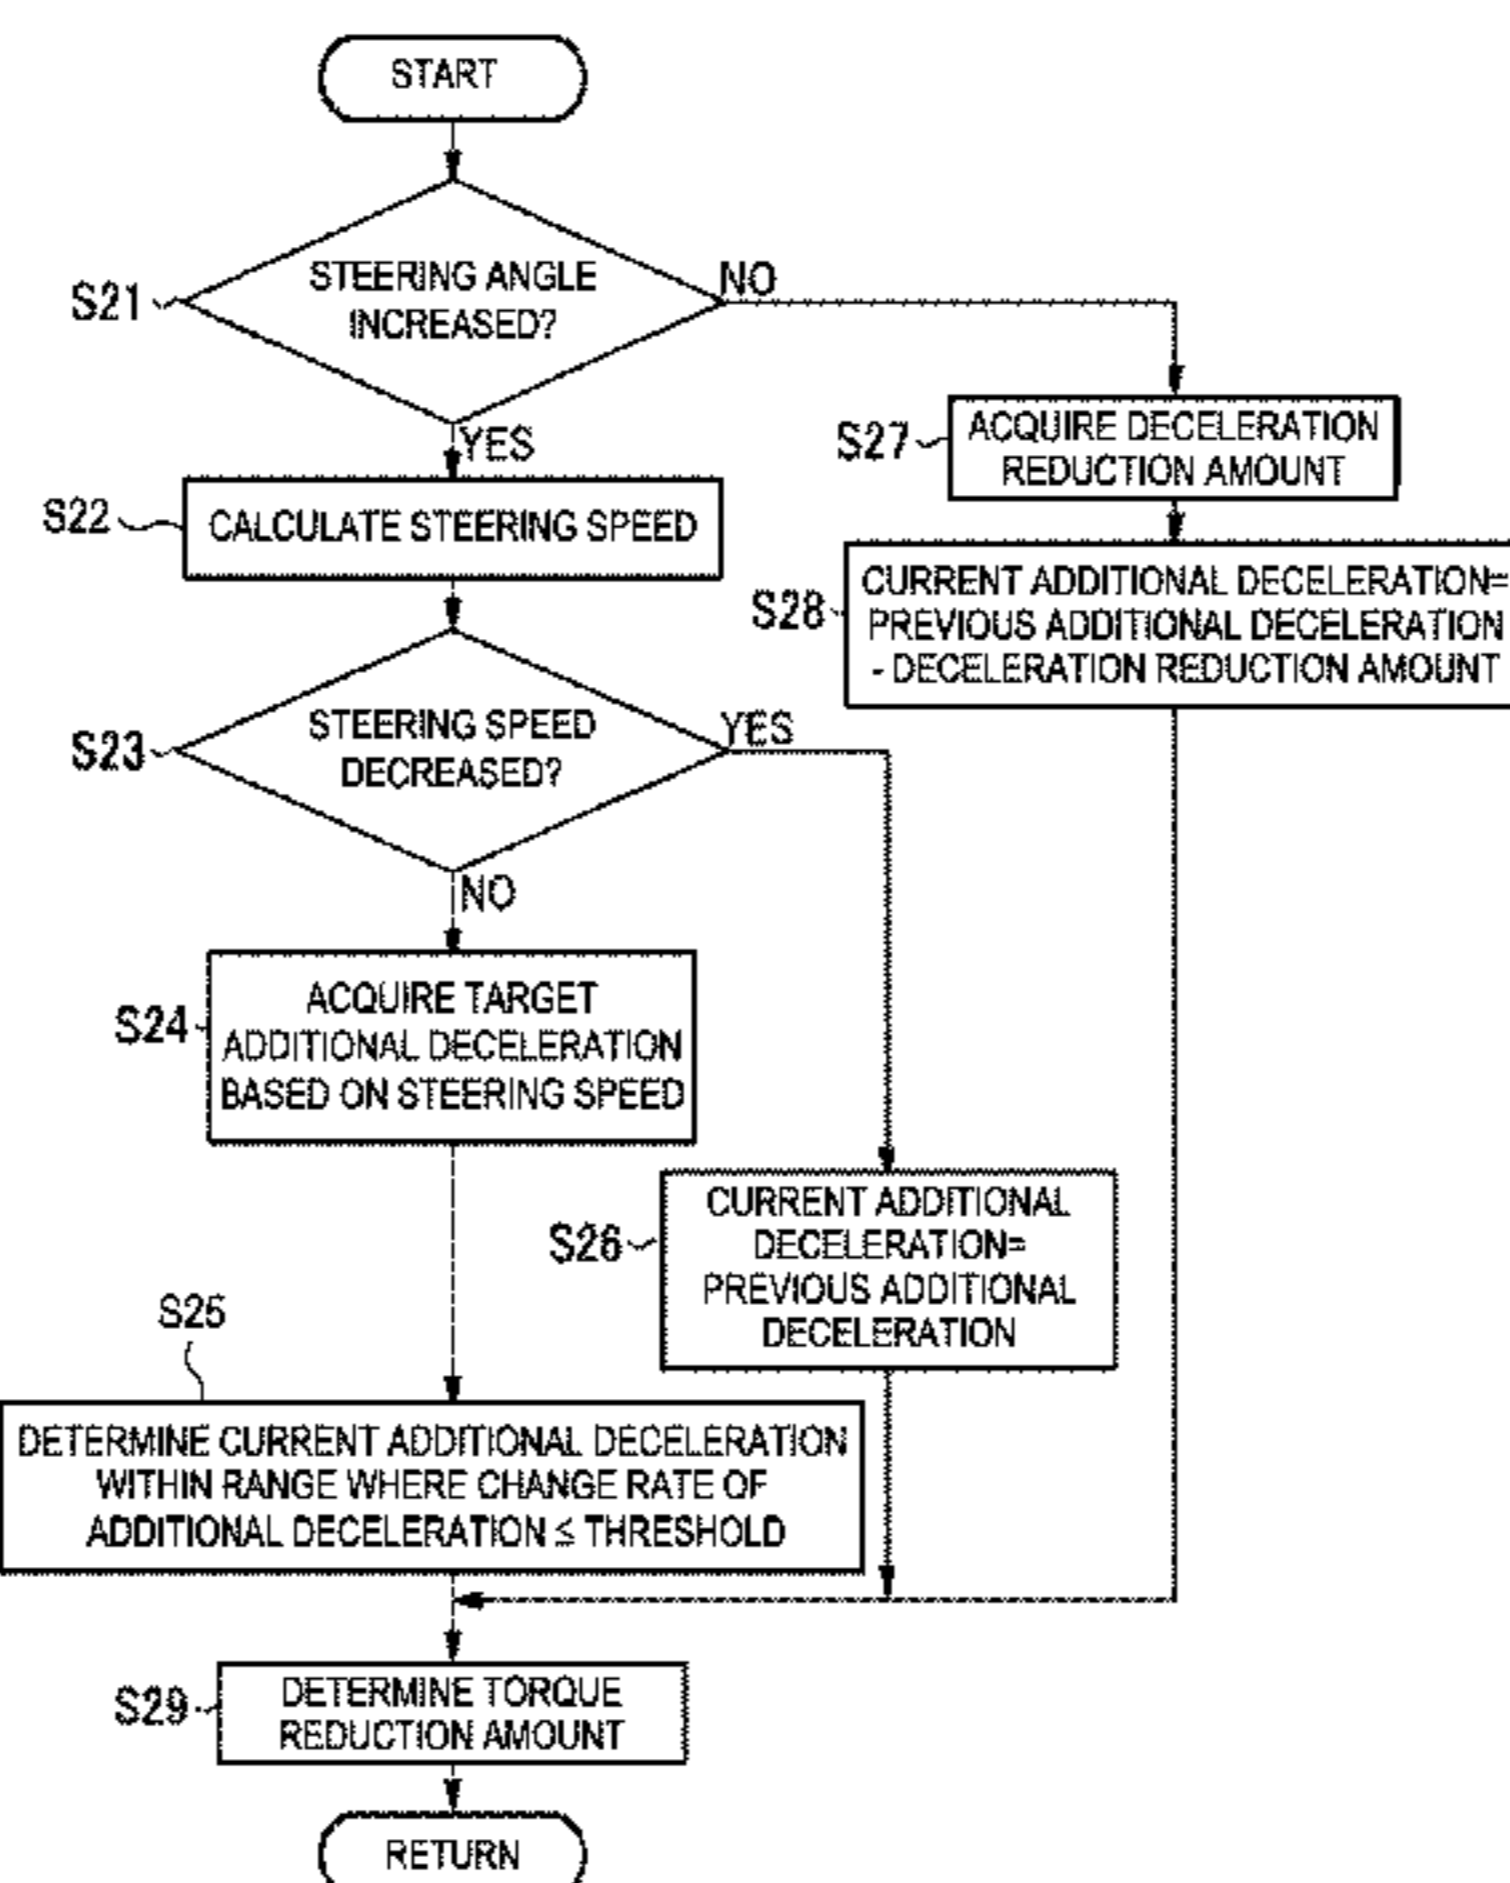 START
S21
STEERING ANGLE
INCREASED?
NO
YES
S27
ACQUIRE DECELERATION
REDUCTION AMOUNT
S22
CALCULATE STEERING SPEED
S28
CURRENT ADDITIONAL DECELERATION=
PREVIOUS ADDITIONAL DECELERATION
- DECELERATION REDUCTION AMOUNT
S23
STEERING SPEED
DECREASED?
YES
NO
S24
ACQUIRE TARGET
ADDITIONAL DECELERATION
BASED ON STEERING SPEED
S26
CURRENT ADDITIONAL
DECELERATION=
PREVIOUS ADDITIONAL
DECELERATION
S25
DETERMINE CURRENT ADDITIONAL DECELERATION
WITHIN RANGE WHERE CHANGE RATE OF
ADDITIONAL DECELERATION ≤ THRESHOLD
S29
DETERMINE TORQUE
REDUCTION AMOUNT
RETURN